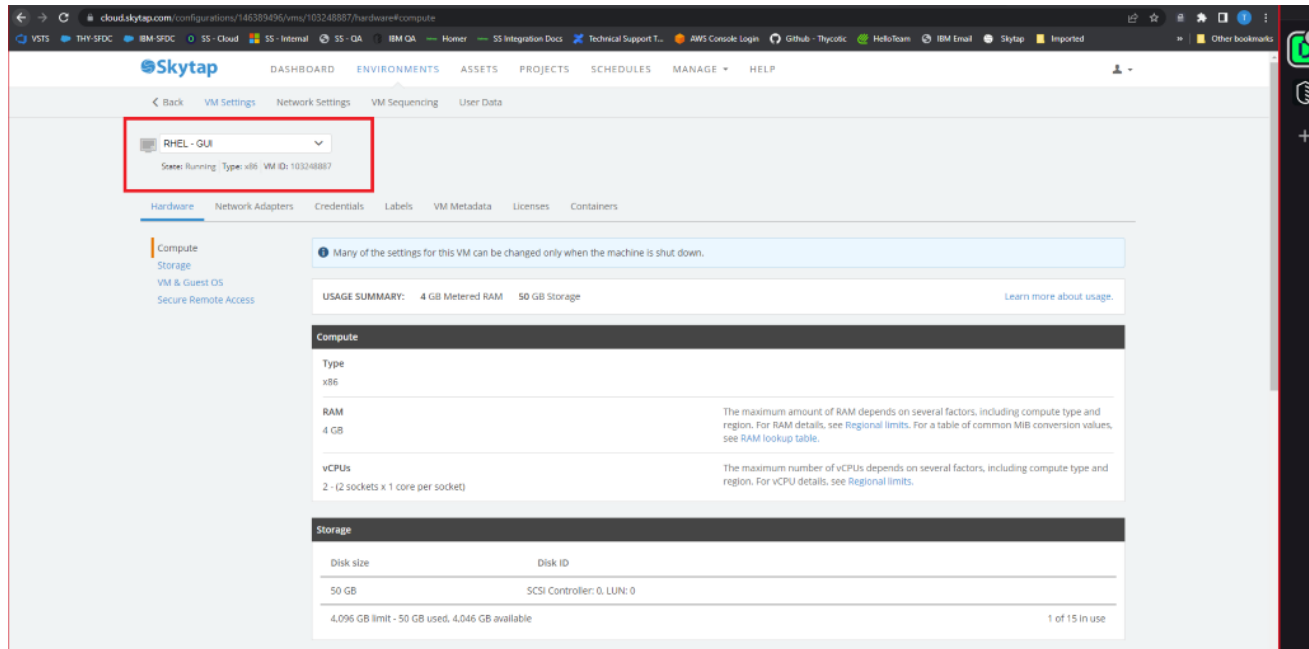 cloud.skytap.com/configurations/146389496/vms/103248887/hardware#compute
VSTS THY-SFDC IBM-SFDC SS - Cloud SS - Internal SS - QA IBM QA Homer SS Integration Docs Technical Support T... AWS Console Login Github - Thycotic HelloTeam IBM Email Skytap Imported » Other bookmarks
Skytap DASHBOARD ENVIRONMENTS ASSETS PROJECTS SCHEDULES MANAGE HELP
Back VM Settings Network Settings VM Sequencing User Data
RHEL - GUI
State: Running Type: x86 VM ID: 103248887
Hardware Network Adapters Credentials Labels VM Metadata Licenses Containers
Compute
Storage
VM & Guest OS
Secure Remote Access
Many of the settings for this VM can be changed only when the machine is shut down.
USAGE SUMMARY: 4 GB Metered RAM 50 GB Storage Learn more about usage.
Compute
Type
x86
RAM
4 GB
The maximum amount of RAM depends on several factors, including compute type and
region. For RAM details, see Regional limits. For a table of common MiB conversion values,
see RAM lookup table.
vCPUs
2 - (2 sockets x 1 core per socket)
The maximum number of vCPUs depends on several factors, including compute type and
region. For vCPU details, see Regional limits.
Storage
Disk size Disk ID
50 GB SCSI Controller: 0, LUN: 0
4,096 GB limit - 50 GB used, 4,046 GB available 1 of 15 in use